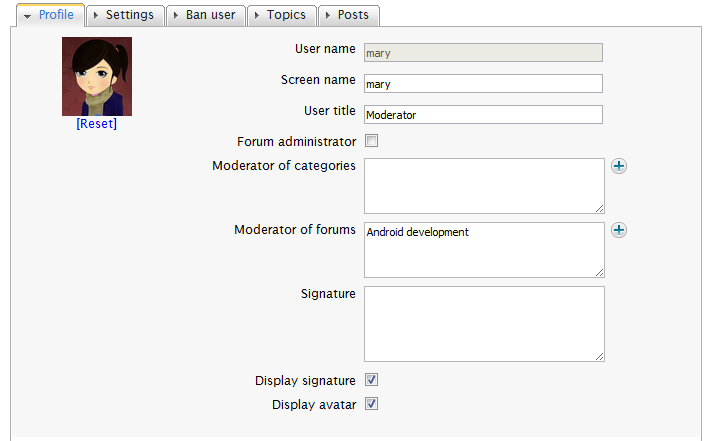 Profile
Settings
Ban user
Topics
Posts
[Reset]
User name
mary
Screen name
mary
User title
Moderator
Forum administrator
Moderator of categories
Moderator of forums
Android development
Signature
Display signature
Display avatar